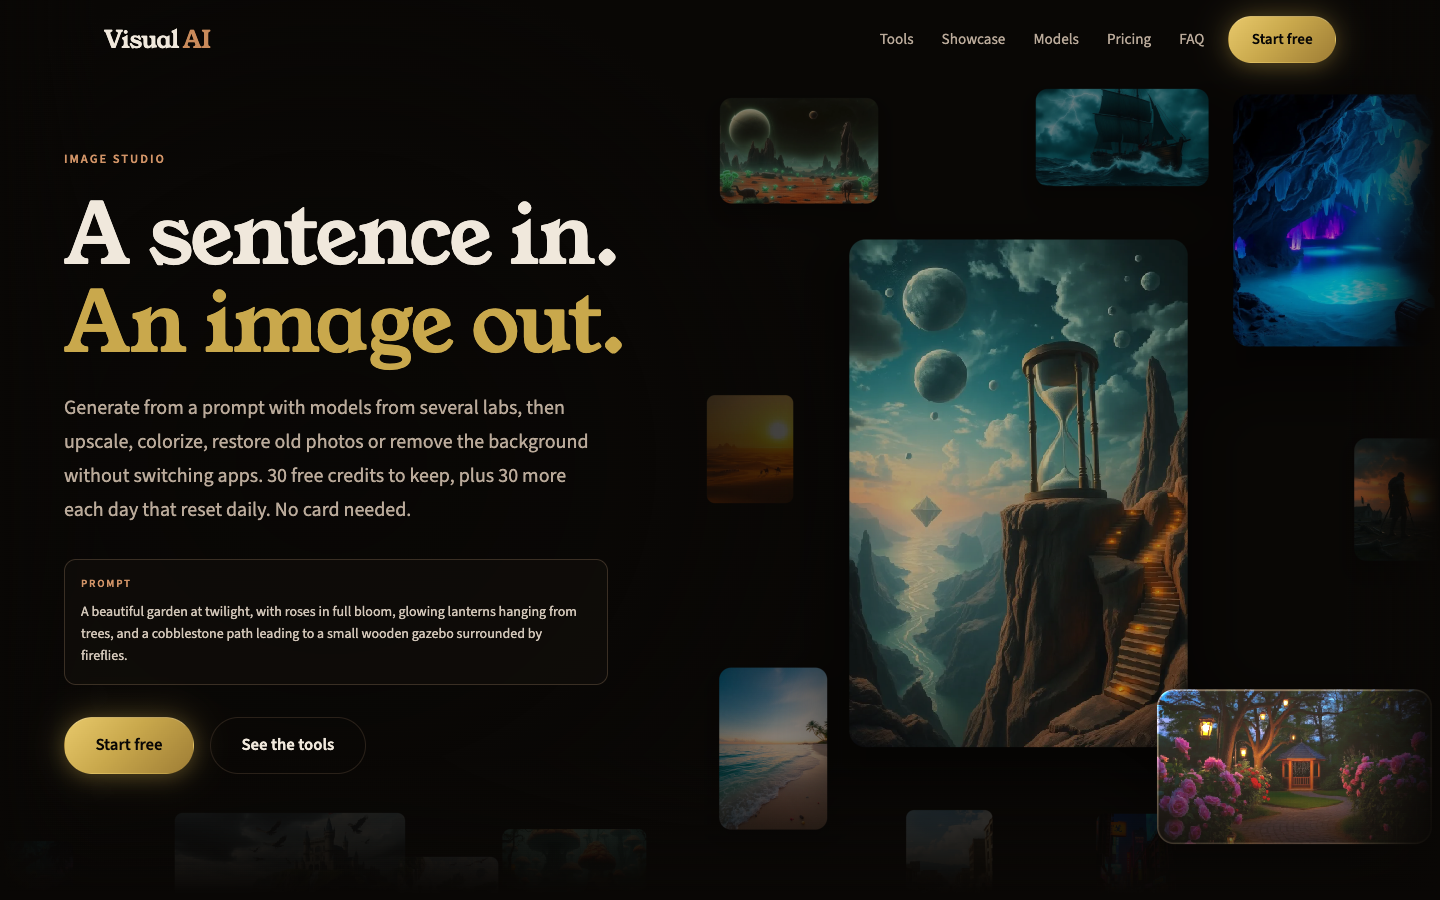 Visual AI
Tools
Showcase
Models
Pricing
FAQ
Start free
IMAGE STUDIO
A sentence in.
An image out.
Generate from a prompt with models from several labs, then
upscale, colorize, restore old photos or remove the background
without switching apps. 30 free credits to keep, plus 30 more
each day that reset daily. No card needed.
PROMPT
A beautiful garden at twilight, with roses in full bloom, glowing lanterns hanging from
trees, and a cobblestone path leading to a small wooden gazebo surrounded by
fireflies.
Start free
See the tools